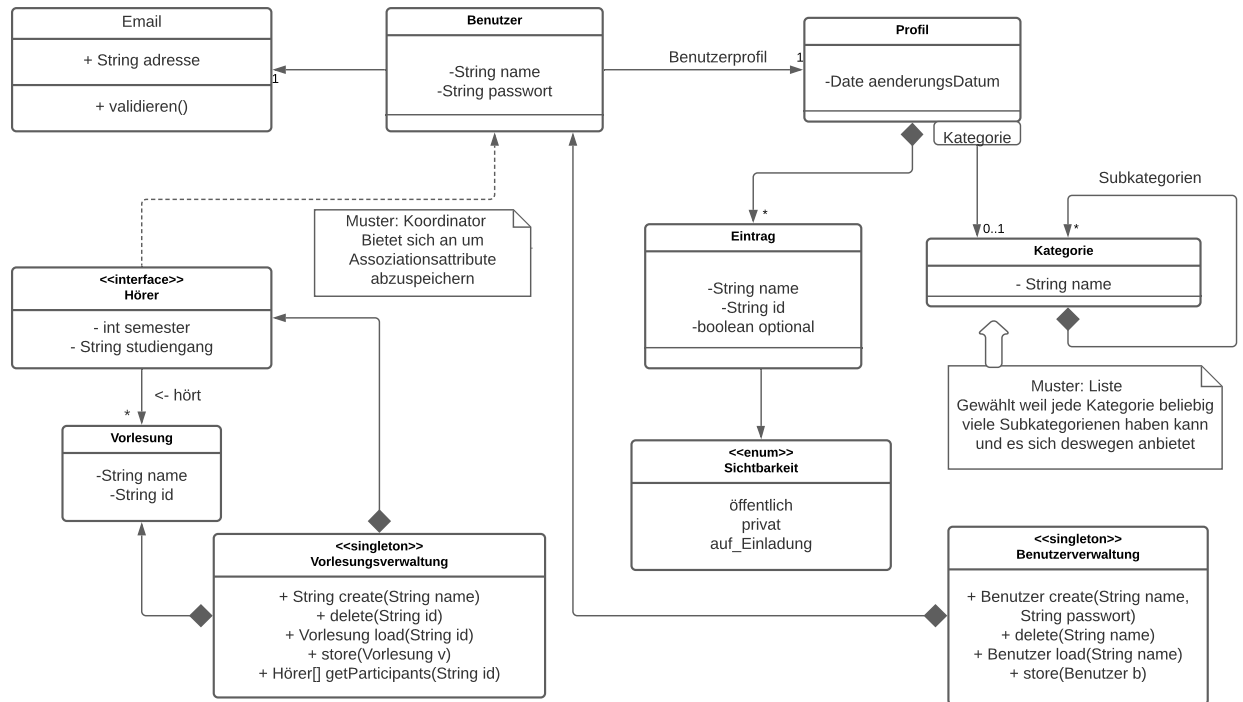 Email
+ String adresse
+ validieren()
1
Benutzer
-String name
-String passwort
Benutzerprofil
1
Profil
-Date aenderungsDatum
Kategorie
Subkategorien
*
0..1
*
Kategorie
- String name
Eintrag
-String name
-String id
-boolean optional
Muster: Koordinator
Bietet sich an um
Assoziationsattribute
abzuspeichern
<<interface>>
Hörer
- int semester
- String studiengang
<- hört
*
Vorlesung
-String name
-String id
Muster: Liste
Gewählt weil jede Kategorie beliebig
viele Subkategorienen haben kann
und es sich deswegen anbietet
<<enum>>
Sichtbarkeit
öffentlich
privat
auf_Einladung
<<singleton>>
Vorlesungsverwaltung
+ String create(String name)
+ delete(String id)
+ Vorlesung load(String id)
+ store(Vorlesung v)
+ Hörer[] getParticipants(String id)
<<singleton>>
Benutzerverwaltung
+ Benutzer create(String name,
String passwort)
+ delete(String name)
+ Benutzer load(String name)
+ store(Benutzer b)